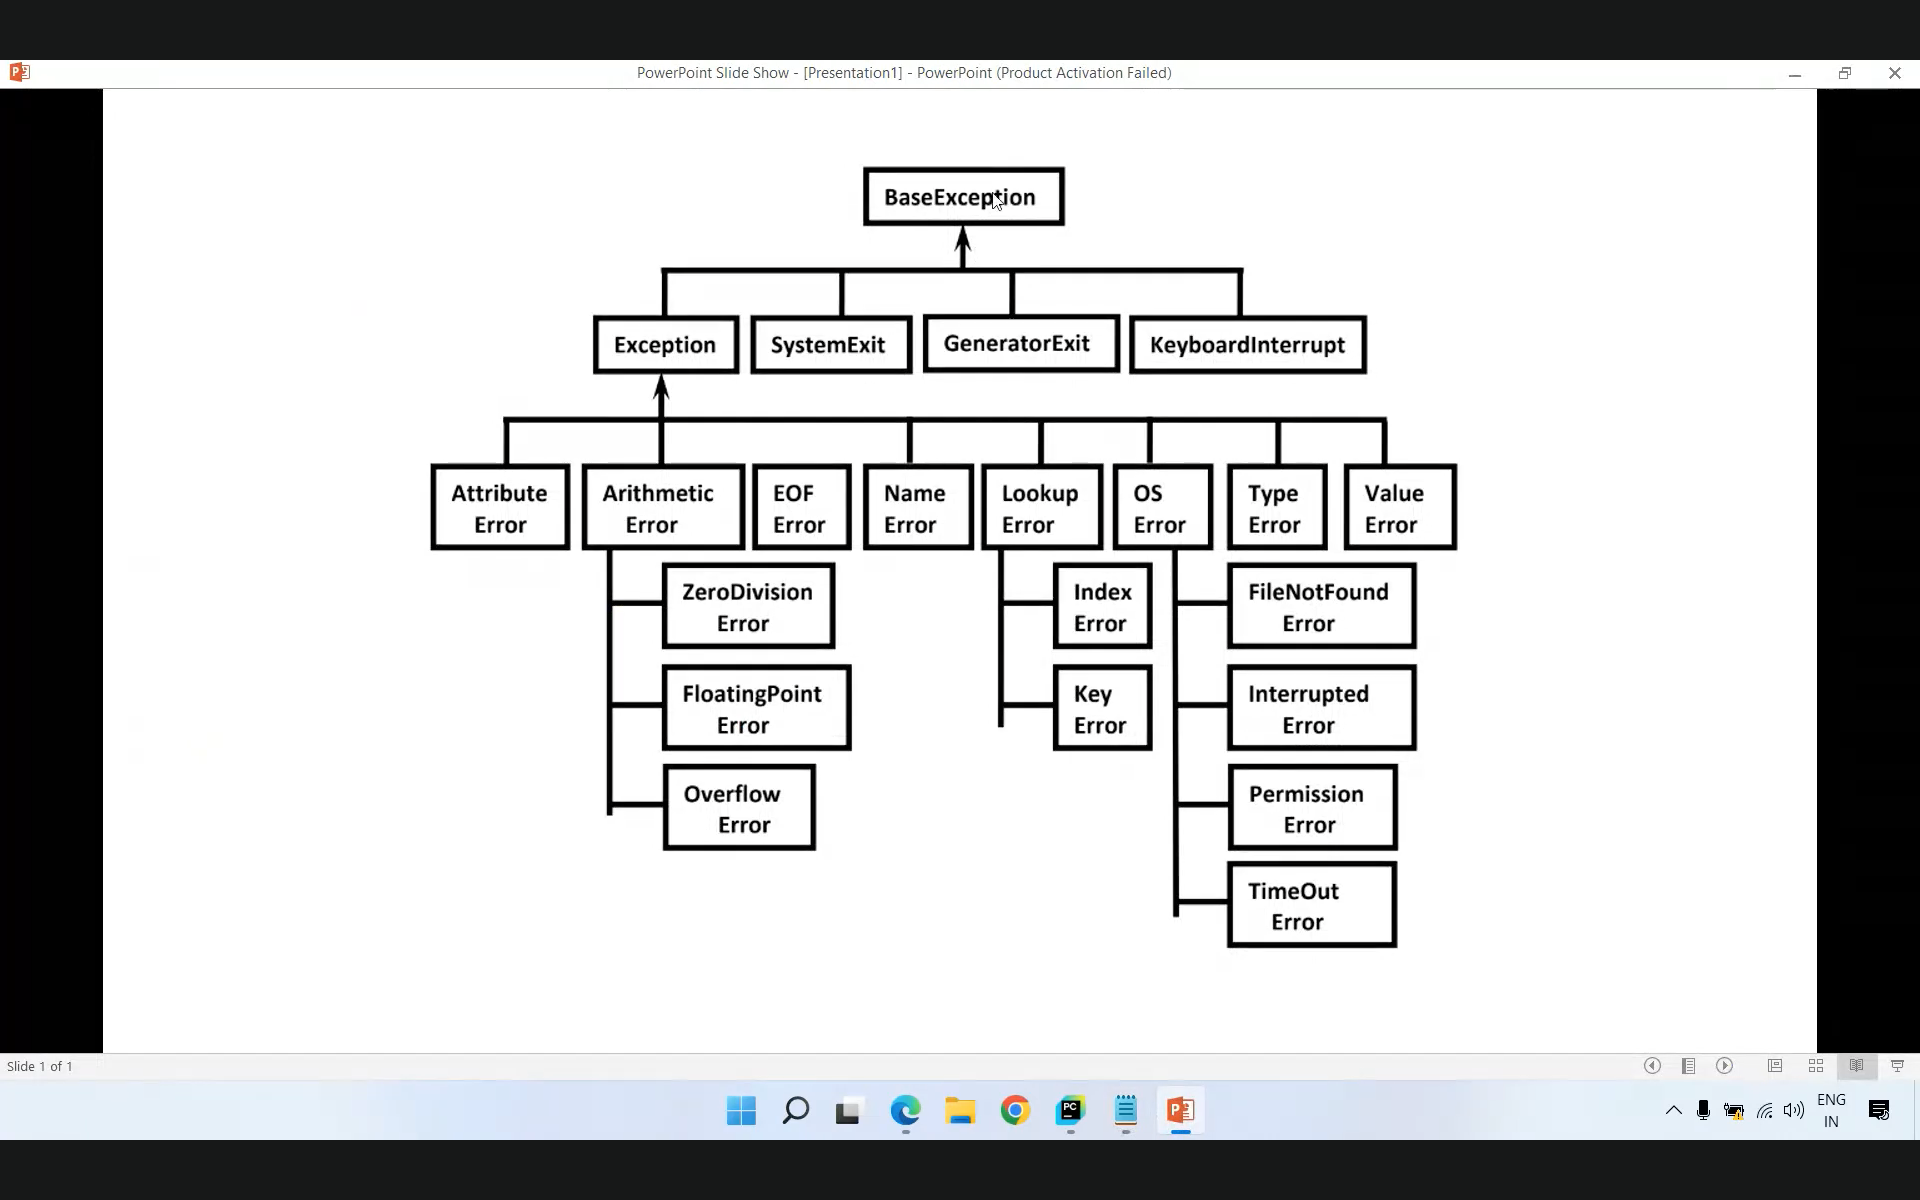 PowerPoint Slide Show - [Presentation1] - PowerPoint (Product Activation Failed)
BaseException
Exception
SystemExit
GeneratorExit
KeyboardInterrupt
Attribute
Error
Arithmetic
Error
EOF
Error
Name
Error
Lookup
Error
OS
Error
Type
Error
Value
Error
ZeroDivision
Error
Index
Error
FileNotFound
Error
FloatingPoint
Error
Key
Error
Interrupted
Error
Overflow
Error
Permission
Error
TimeOut
Error
Slide 1 of 1
PC
ENG
IN